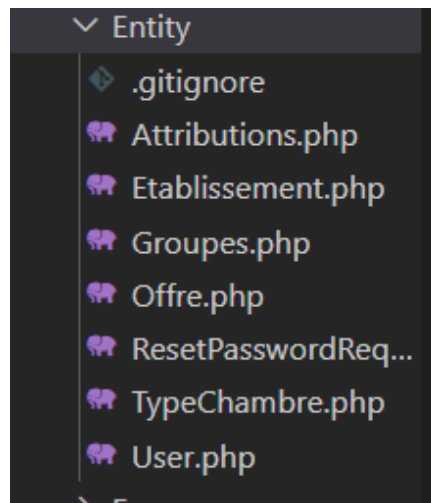 Entity
.gitignore
Attributions.php
Etablissement.php
Groupes.php
Offre.php
ResetPasswordReq...
TypeChambre.php
User.php